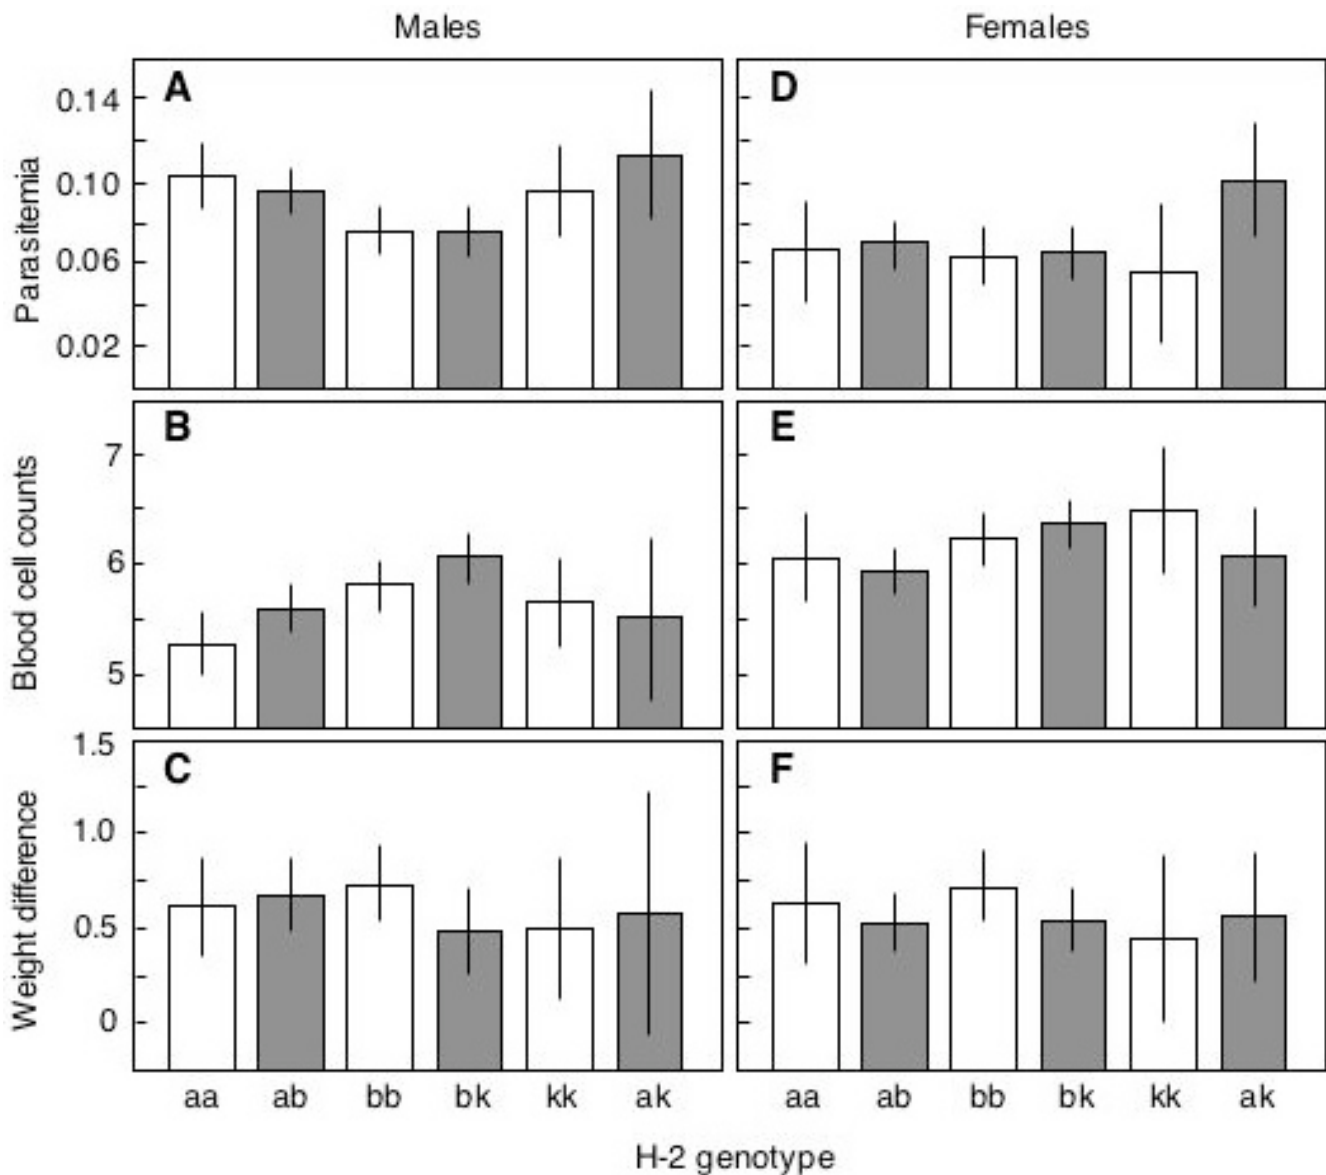 Males
Females
A
D
Parasitemia
0.14
0.10
0.06
0.02
B
E
Blood cell counts
7
6
5
C
F
Weight difference
1.5
1.0
0.5
0
aa ab bb bk kk ak
aa ab bb bk kk ak
H-2 genotype